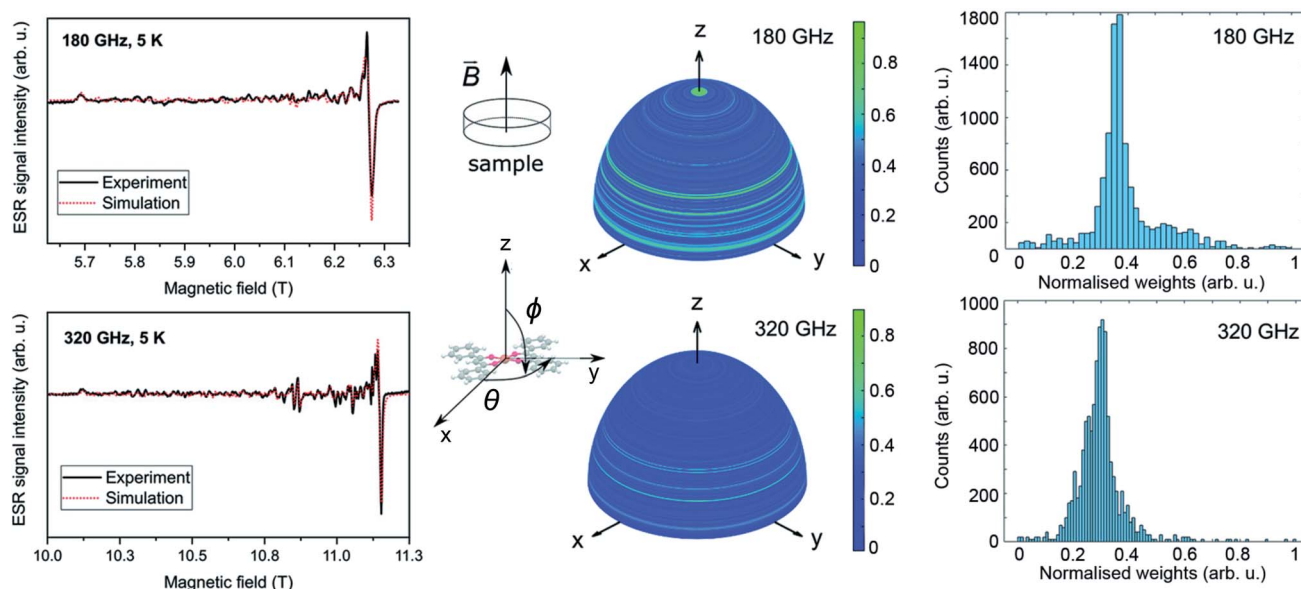 180 GHz, 5 K
ESR signal intensity (arb. u.)
Experiment
Simulation
5.7 5.8 5.9 6.0 6.1 6.2 6.3
Magnetic field (T)
B
sample
z
180 GHz
x
y
0.8
0.6
0.4
0.2
0
1800
1400
1000
600
200
0
Counts (arb. u.)
180 GHz
0 0.2 0.4 0.6 0.8 1
Normalised weights (arb. u.)
320 GHz, 5 K
ESR signal intensity (arb. u.)
Experiment
Simulation
10.0 10.3 10.5 10.8 11.0 11.3
Magnetic field (T)
z
ϕ
y
θ
x
z
320 GHz
x
y
0.8
0.6
0.4
0.2
0
1000
800
600
400
200
0
Counts (arb. u.)
320 GHz
0 0.2 0.4 0.6 0.8 1
Normalised weights (arb. u.)